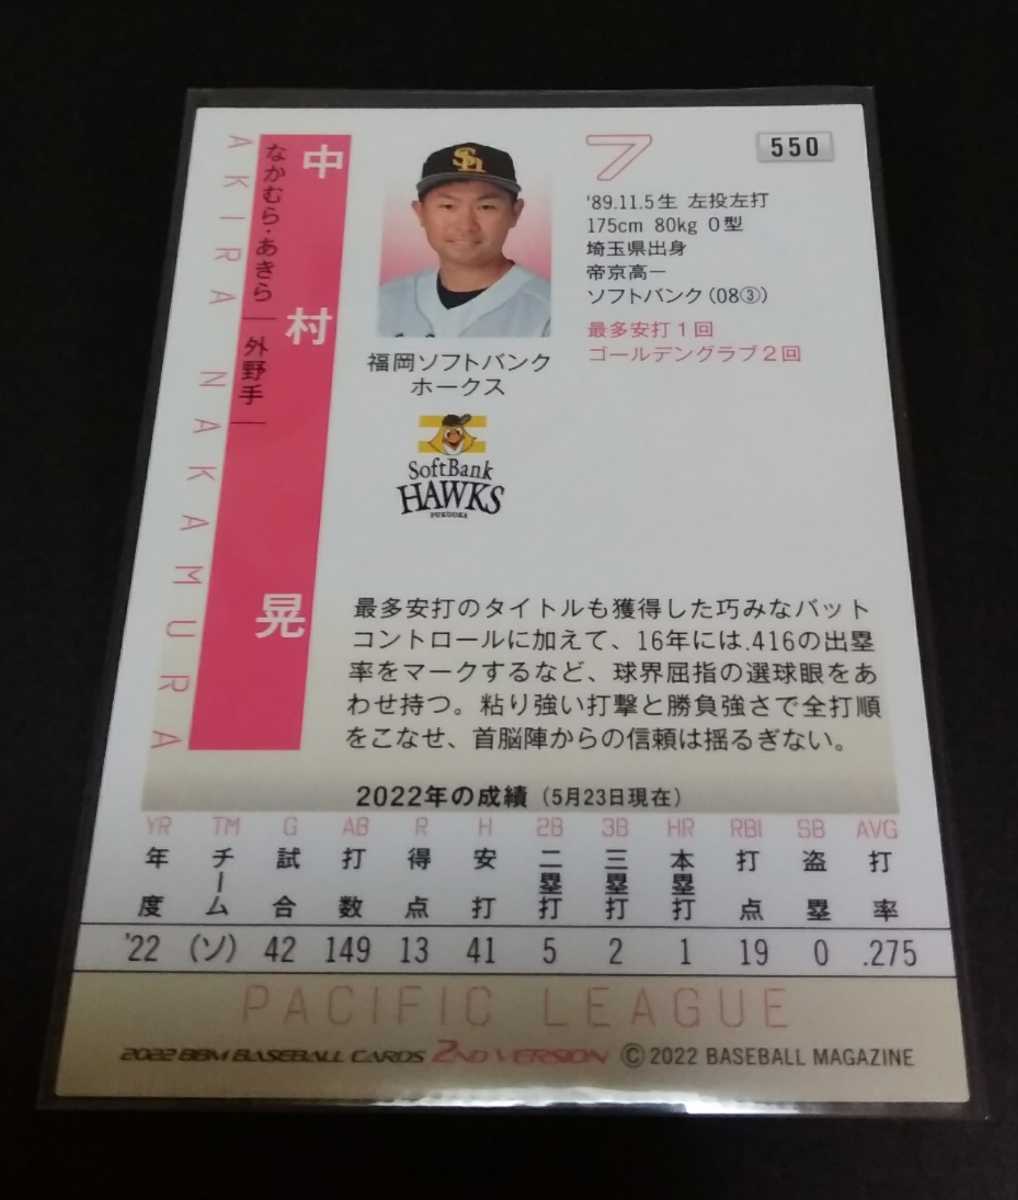 550
AKIRA NAKAMURA
なかむら・あきら
外野手
中村 晃
7
'89.11.5生 左投左打
175cm 80kg O型
埼玉県出身
帝京高ー
ソフトバンク(08③)
最多安打1回
ゴールデングラブ2回
Sh
福岡ソフトバンク
ホークス
SoftBank
HAWKS
FUKUOKA
最多安打のタイトルも獲得した巧みなバット
コントロールに加えて、16年には.416の出塁
率をマークするなど、球界屈指の選球眼をあ
わせ持つ。粘り強い打撃と勝負強さで全打順
をこなせ、首脳陣からの信頼は揺るぎない。
2022年の成績(5月23日現在)
YR TM G AB R H 2B 3B HR RBI SB AVG
年度 チーム 試合 打数 得点 安打 二塁打 三塁打 本塁打 打点 盗塁 打率
'22 (ソ) 42 149 13 41 5 2 1 19 0 .275
PACIFIC LEAGUE
2022 BBM BASEBALL CARDS 2ND VERSION ©2022 BASEBALL MAGAZINE